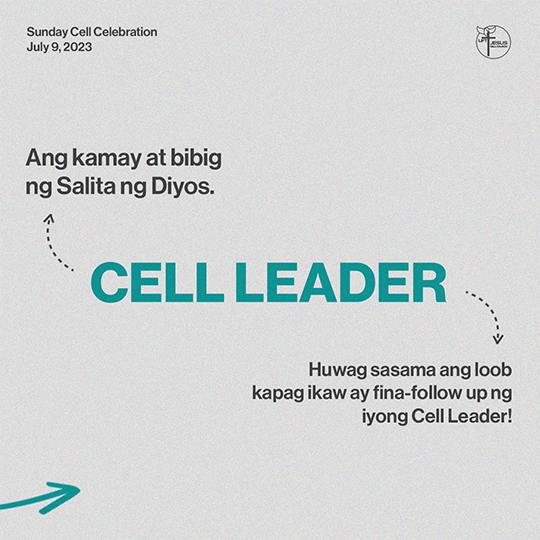 Sunday Cell Celebration
July 9, 2023
JESUS
Ang kamay at bibig
ng Salita ng Diyos.
CELL LEADER
Huwag sasama ang loob
kapag ikaw ay fina-follow up ng
iyong Cell Leader!